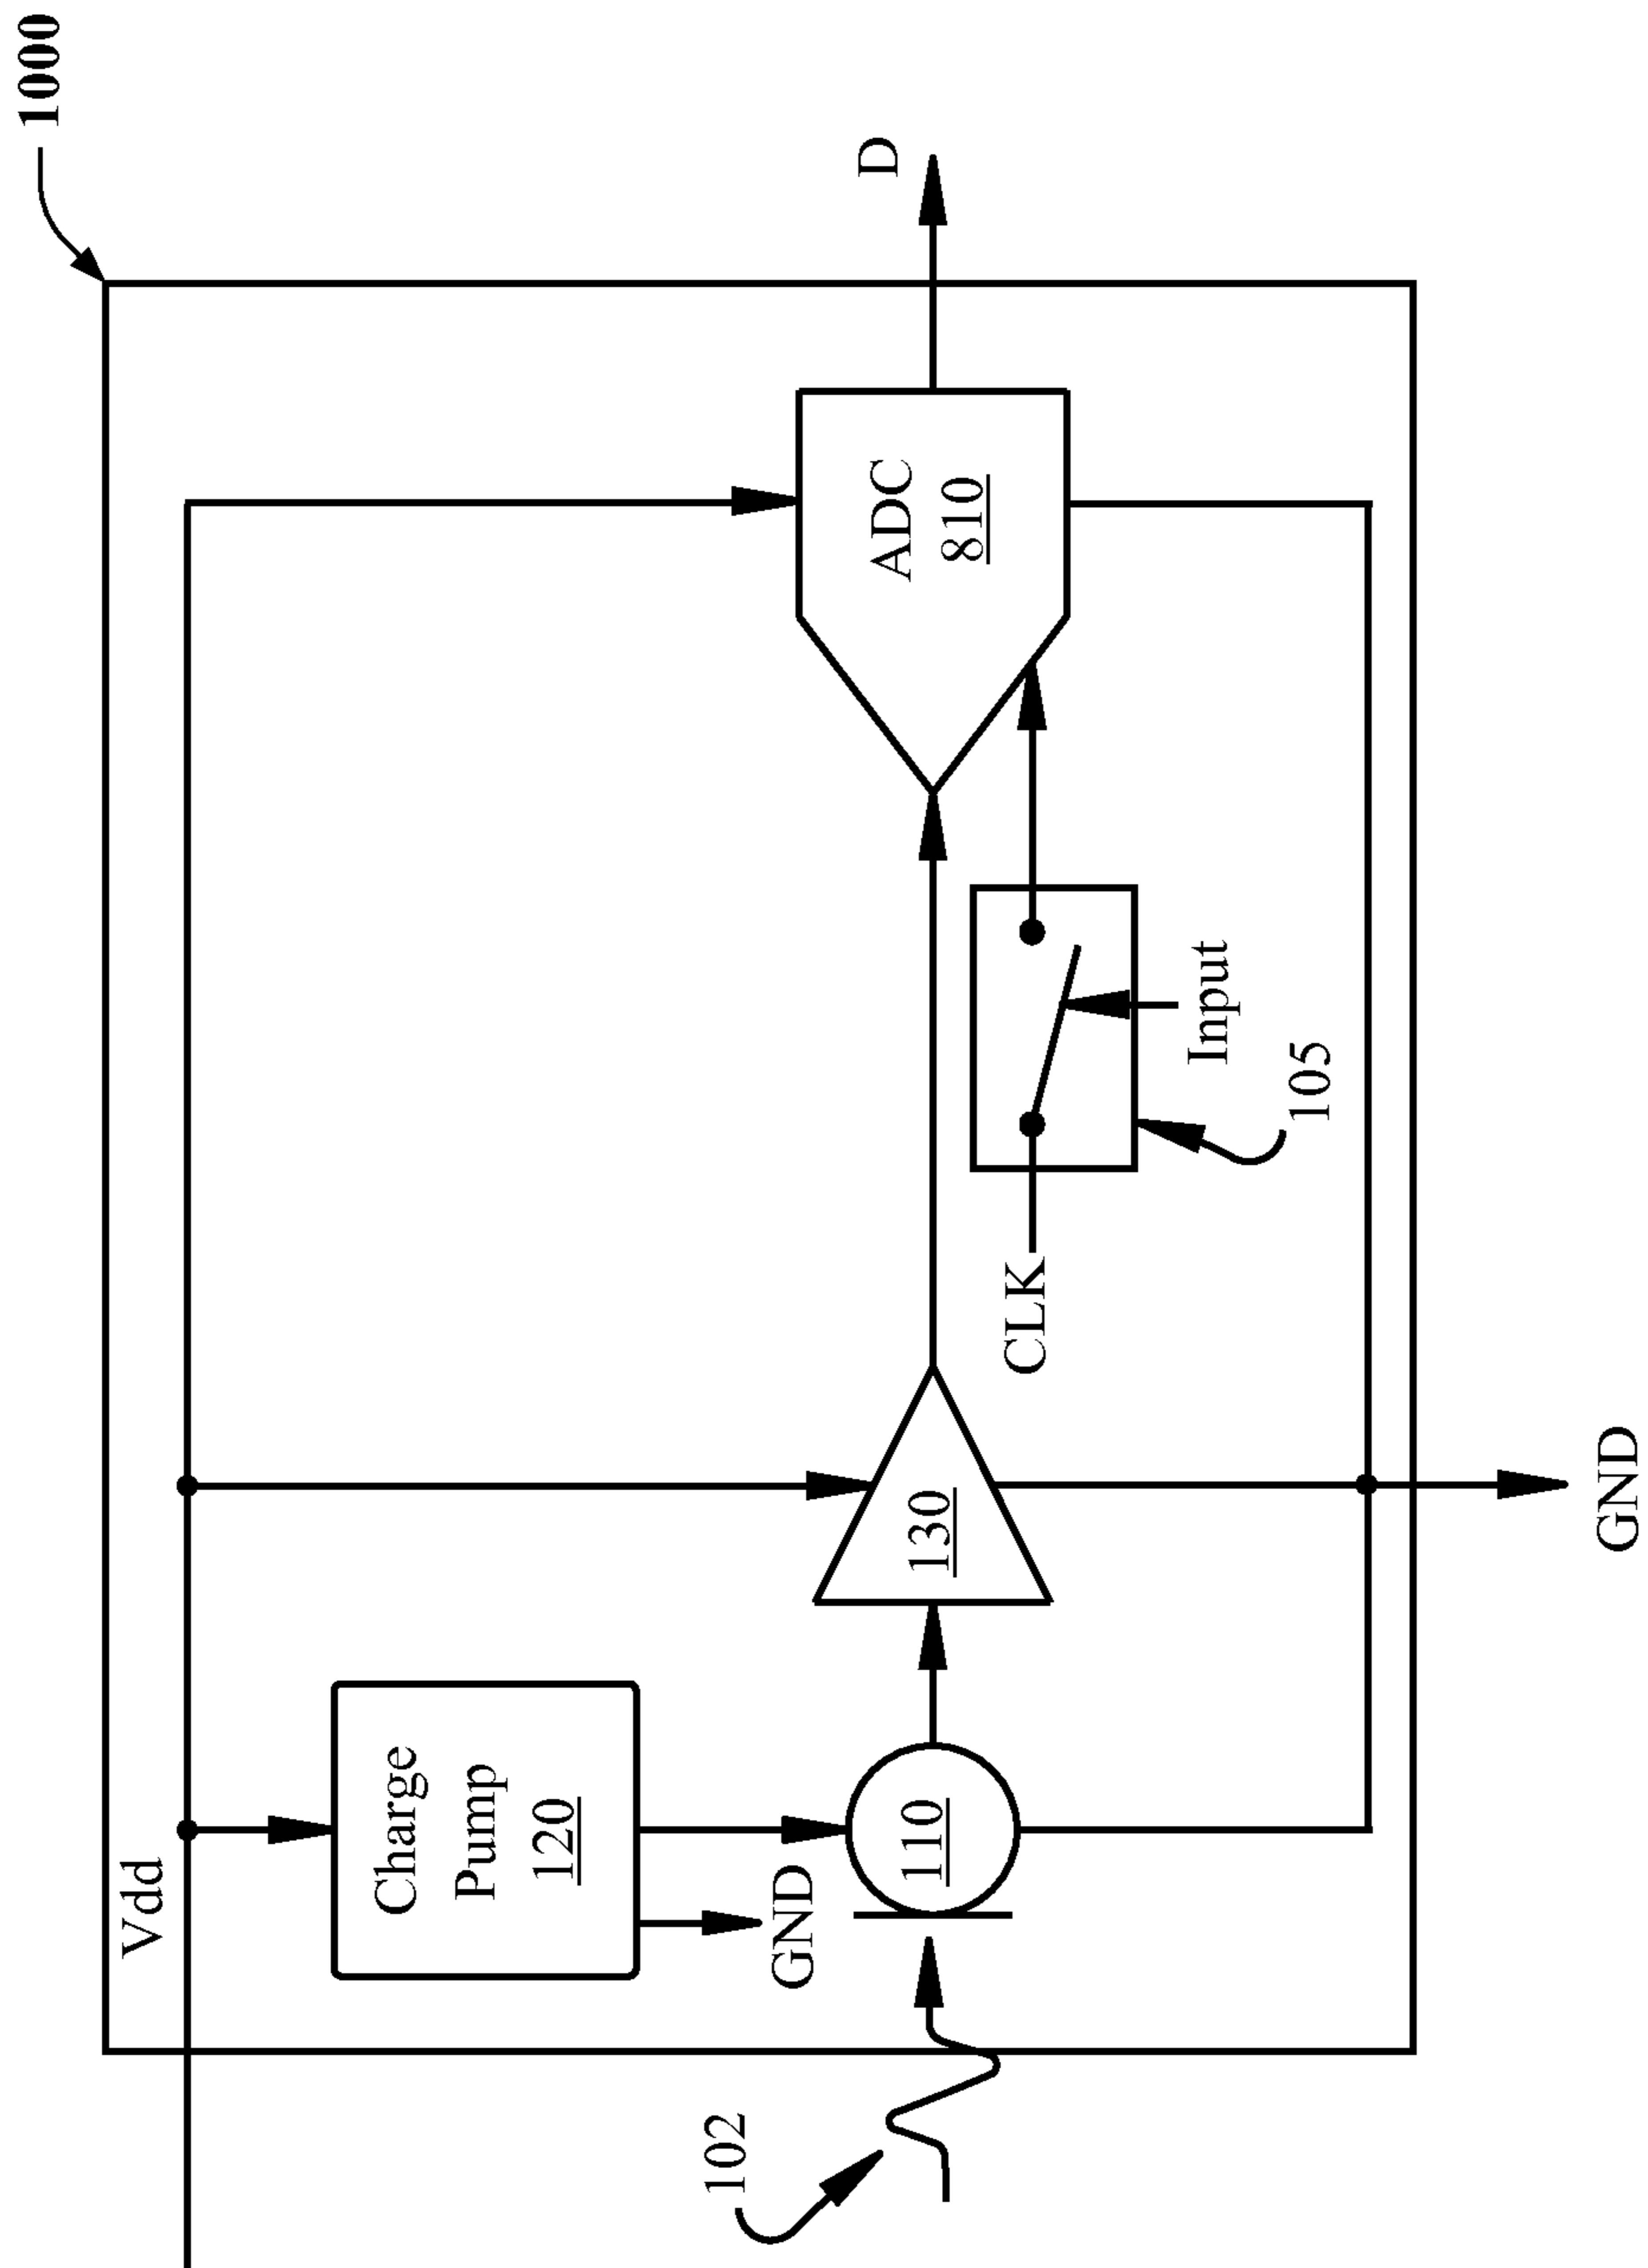 1000
Vdd
Charge
Pump
120
GND
102
110
130
ADC
810
D
CLK
Input
105
GND